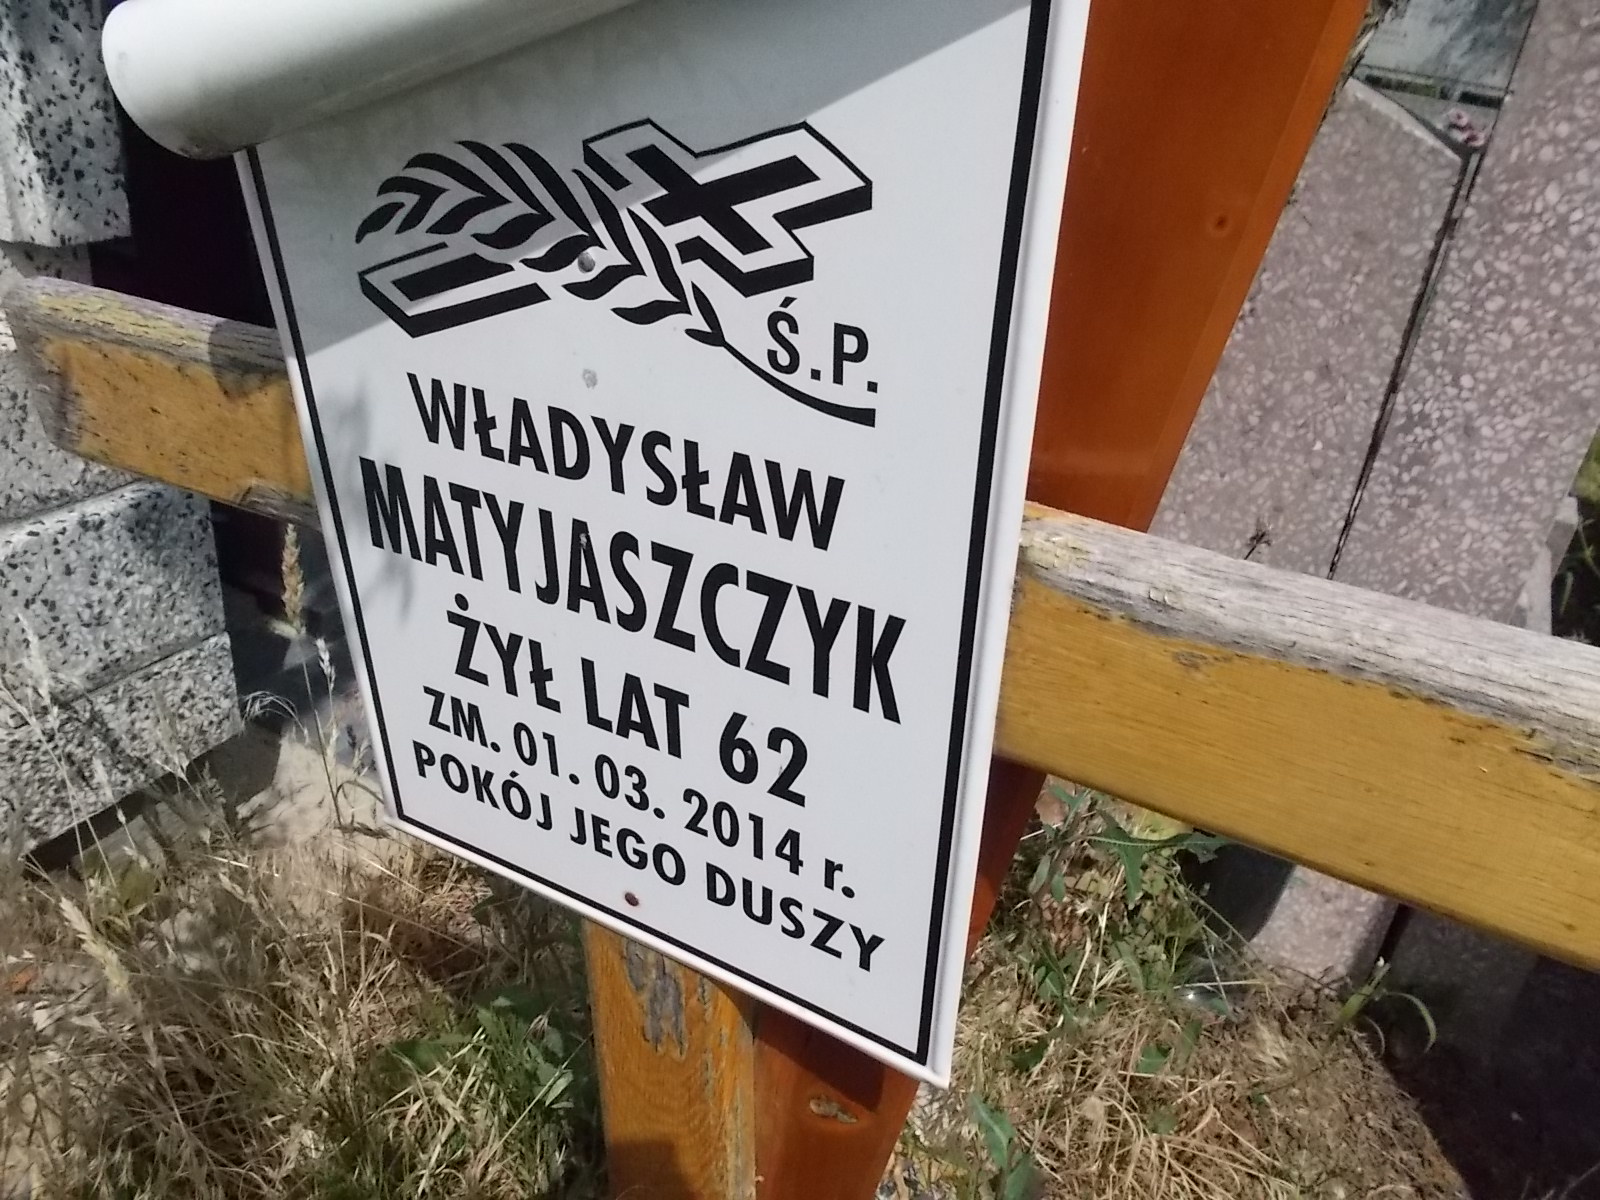 Ś.P.
WŁADYSŁAW
MATYJASZCZYK
ŻYŁ LAT 62
ZM. 01. 03. 2014 r.
POKÓJ JEGO DUSZY